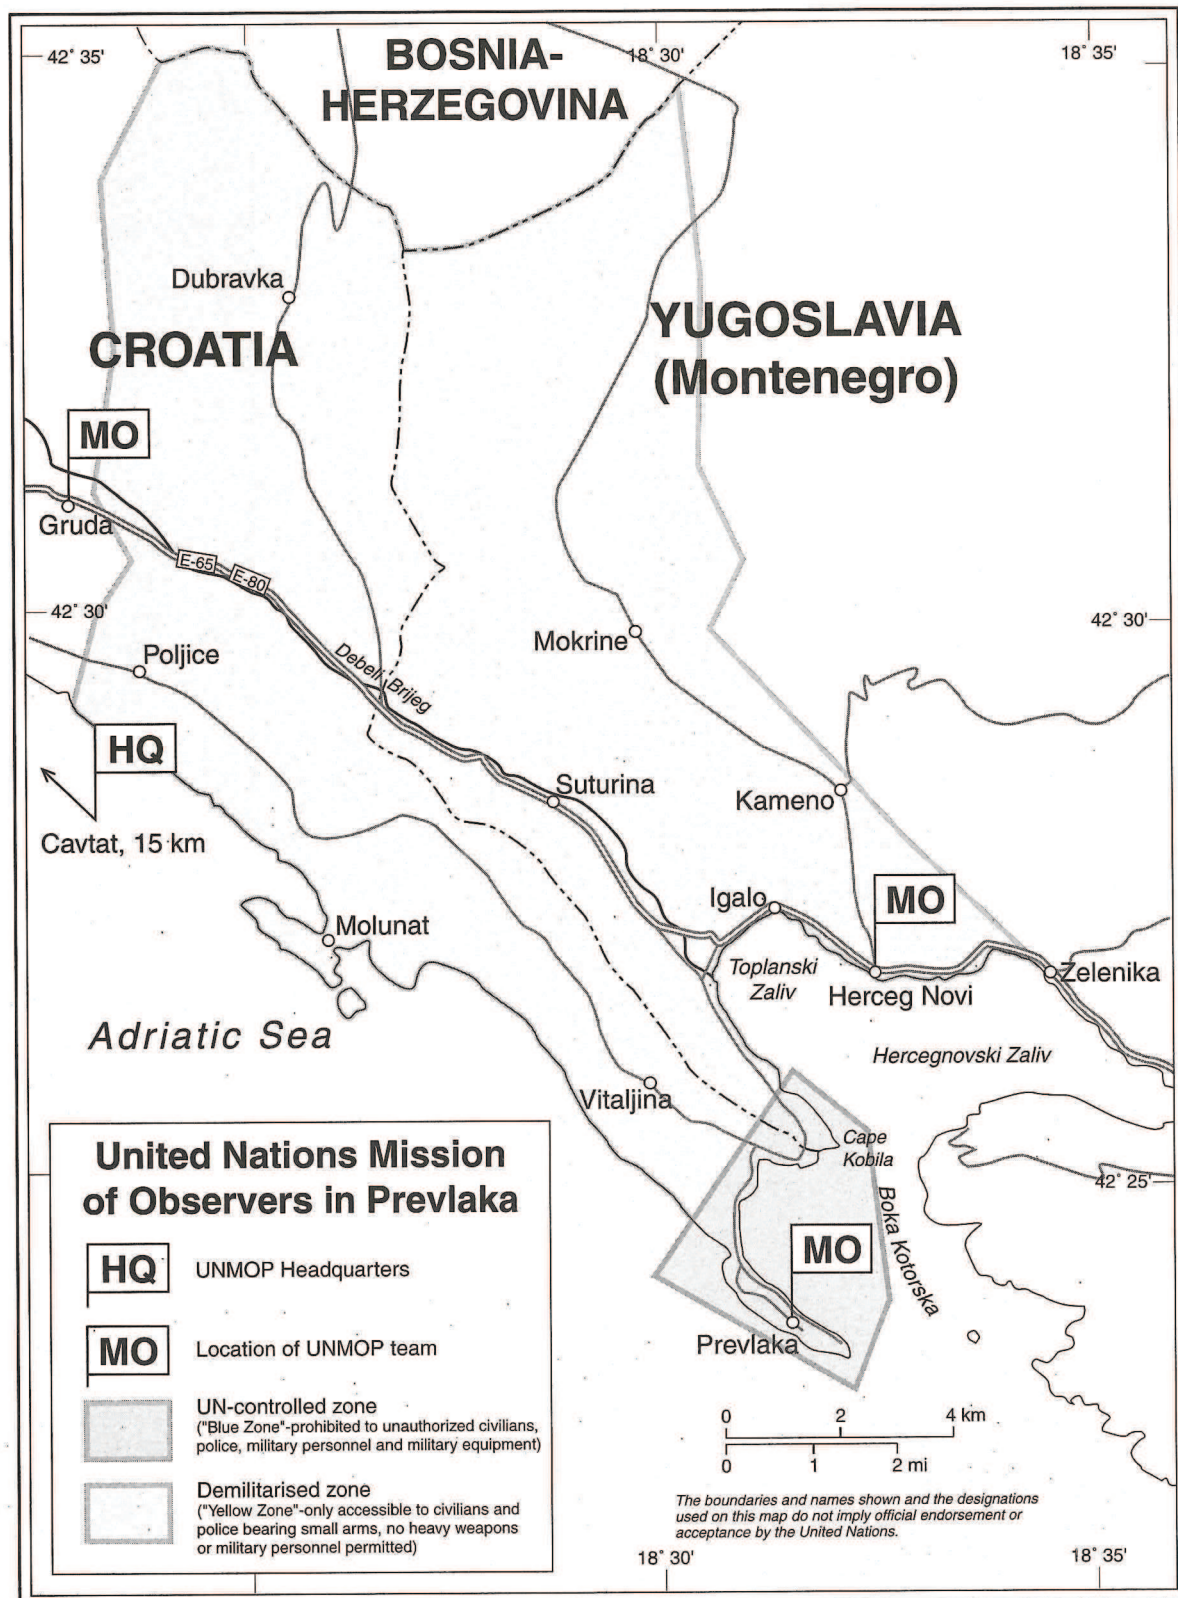 42° 35'
BOSNIA-
HERZEGOVINA
18° 30'
18° 35'
Dubravka
CROATIA
YUGOSLAVIA
(Montenegro)
MO
Gruda
E-65
E-80
42° 30'
42° 30'
Mokrine
Poljice
Debeli Brijeg
HQ
Suturina
Kameno
Cavtat, 15 km
Igalo
MO
Molunat
Toplanski
Zaliv
Herceg Novi
Zelenika
Adriatic Sea
Hercegnovski Zaliv
Vitaljina
Cape
Kobila
42° 25'
Boka Kotorska
MO
Prevlaka
United Nations Mission
of Observers in Prevlaka
HQ
UNMOP Headquarters
MO
Location of UNMOP team
UN-controlled zone
("Blue Zone"-prohibited to unauthorized civilians,
police, military personnel and military equipment)
Demilitarised zone
("Yellow Zone"-only accessible to civilians and
police bearing small arms, no heavy weapons
or military personnel permitted)
0 2 4 km
0 1 2 mi
The boundaries and names shown and the designations
used on this map do not imply official endorsement or
acceptance by the United Nations.
18° 30'
18° 35'